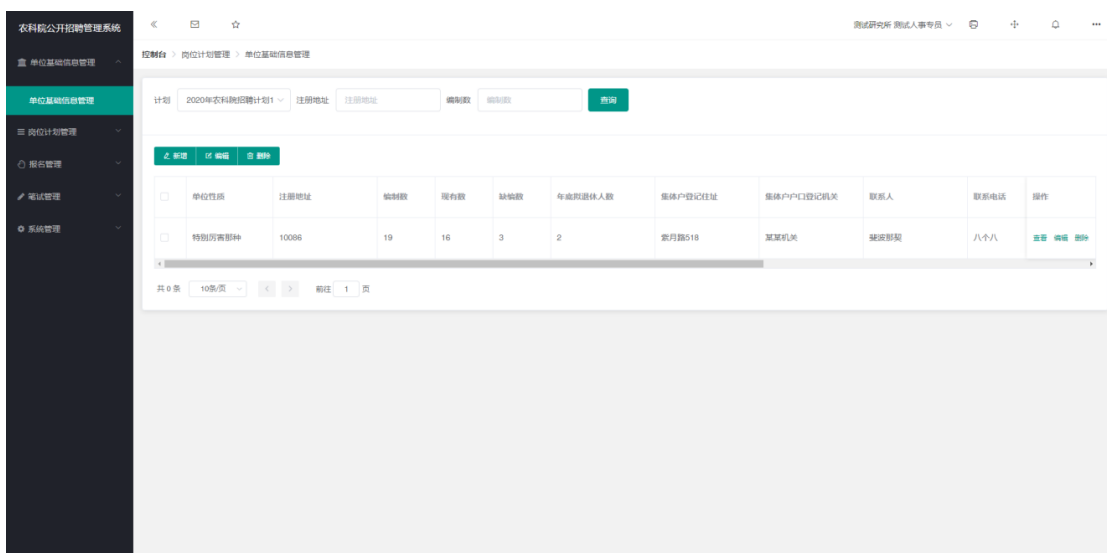 农科院公开招聘管理系统
测试研究所 测试人事专员
单位基础信息管理
单位基础信息管理
岗位计划管理
报名管理
笔试管理
系统管理
控制台 > 岗位计划管理 > 单位基础信息管理
计划 2020年农科院招聘计划1 注册地址 注册地址 编制数 编制数 查询
新增 编辑 删除
单位性质 注册地址 编制数 现有数 缺编数 年底拟退休人数 集体户登记住址 集体户户口登记机关 联系人 联系电话 操作
特别厉害那种 10086 19 16 3 2 紫月路518 某某机关 斐波那契 八个八 查看 编辑 删除
共 0 条 10条/页 前往 1 页